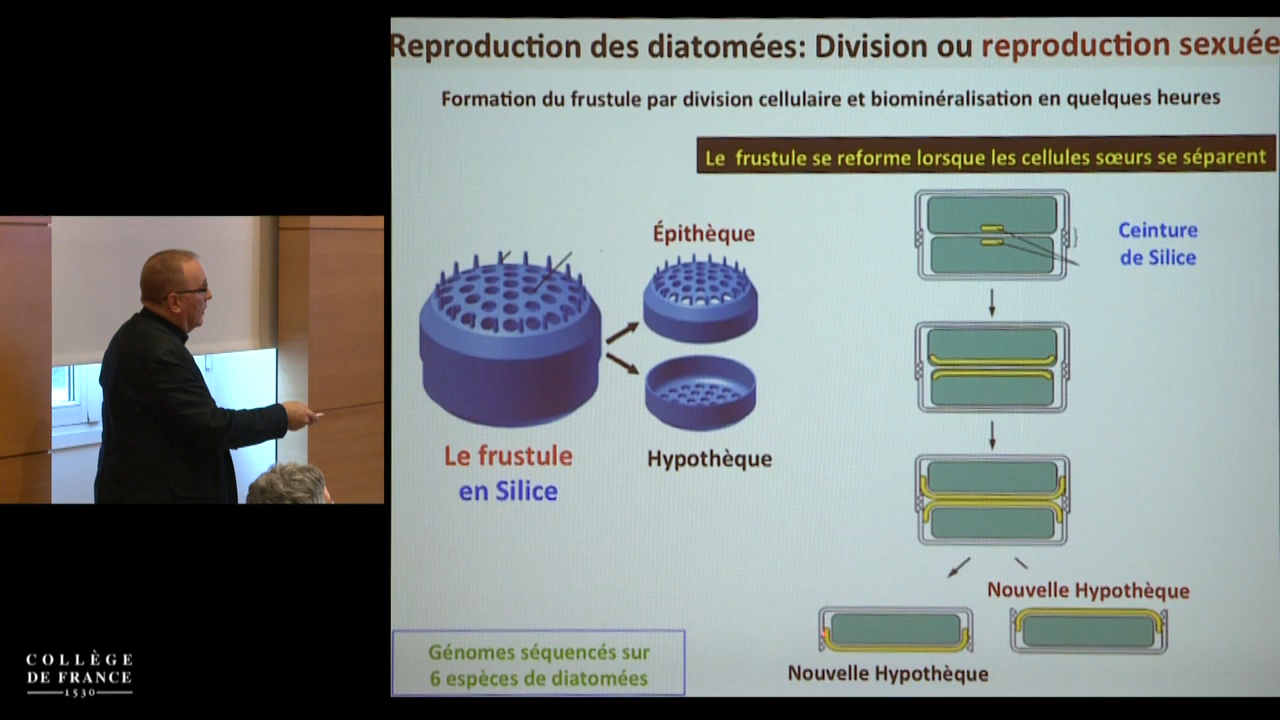 Reproduction des diatomées: Division ou reproduction sexuée
Formation du frustule par division cellulaire et biominéralisation en quelques heures
Le frustule se reforme lorsque les cellules sœurs se séparent
Épithèque
Ceinture
de Silice
Le frustule
en Silice
Hypothèque
Nouvelle Hypothèque
Nouvelle Hypothèque
Génomes séquencés sur
6 espèces de diatomées
COLLÈGE
DE FRANCE
1530